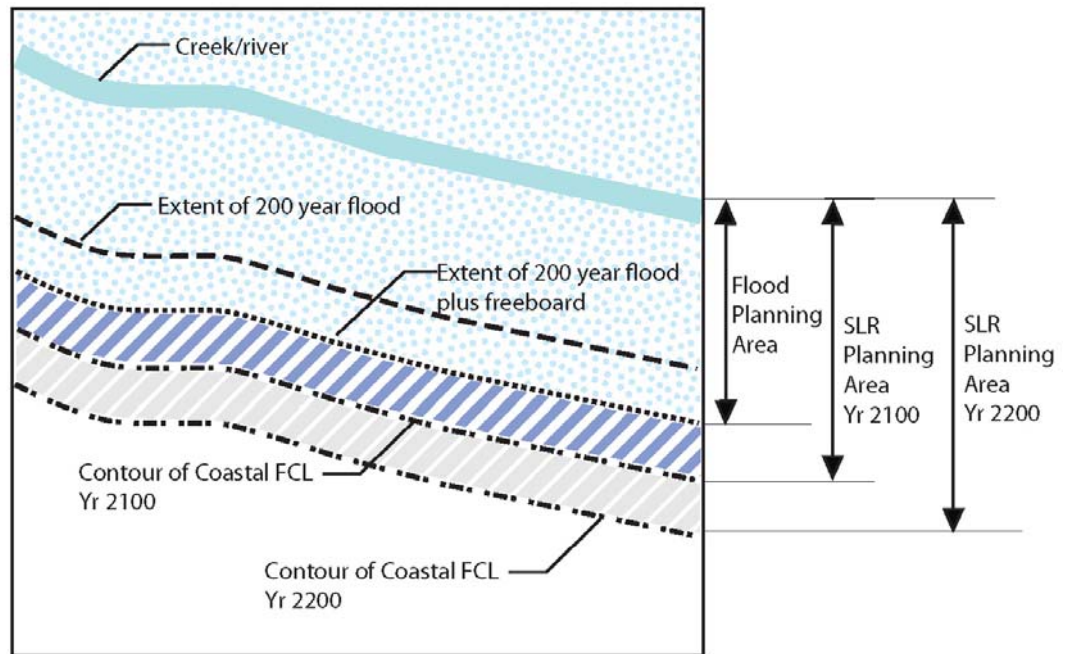 Creek/river
Extent of 200 year flood
Extent of 200 year flood
plus freeboard
Contour of Coastal FCL
Yr 2100
Contour of Coastal FCL
Yr 2200
Flood
Planning
Area
SLR
Planning
Area
Yr 2100
SLR
Planning
Area
Yr 2200